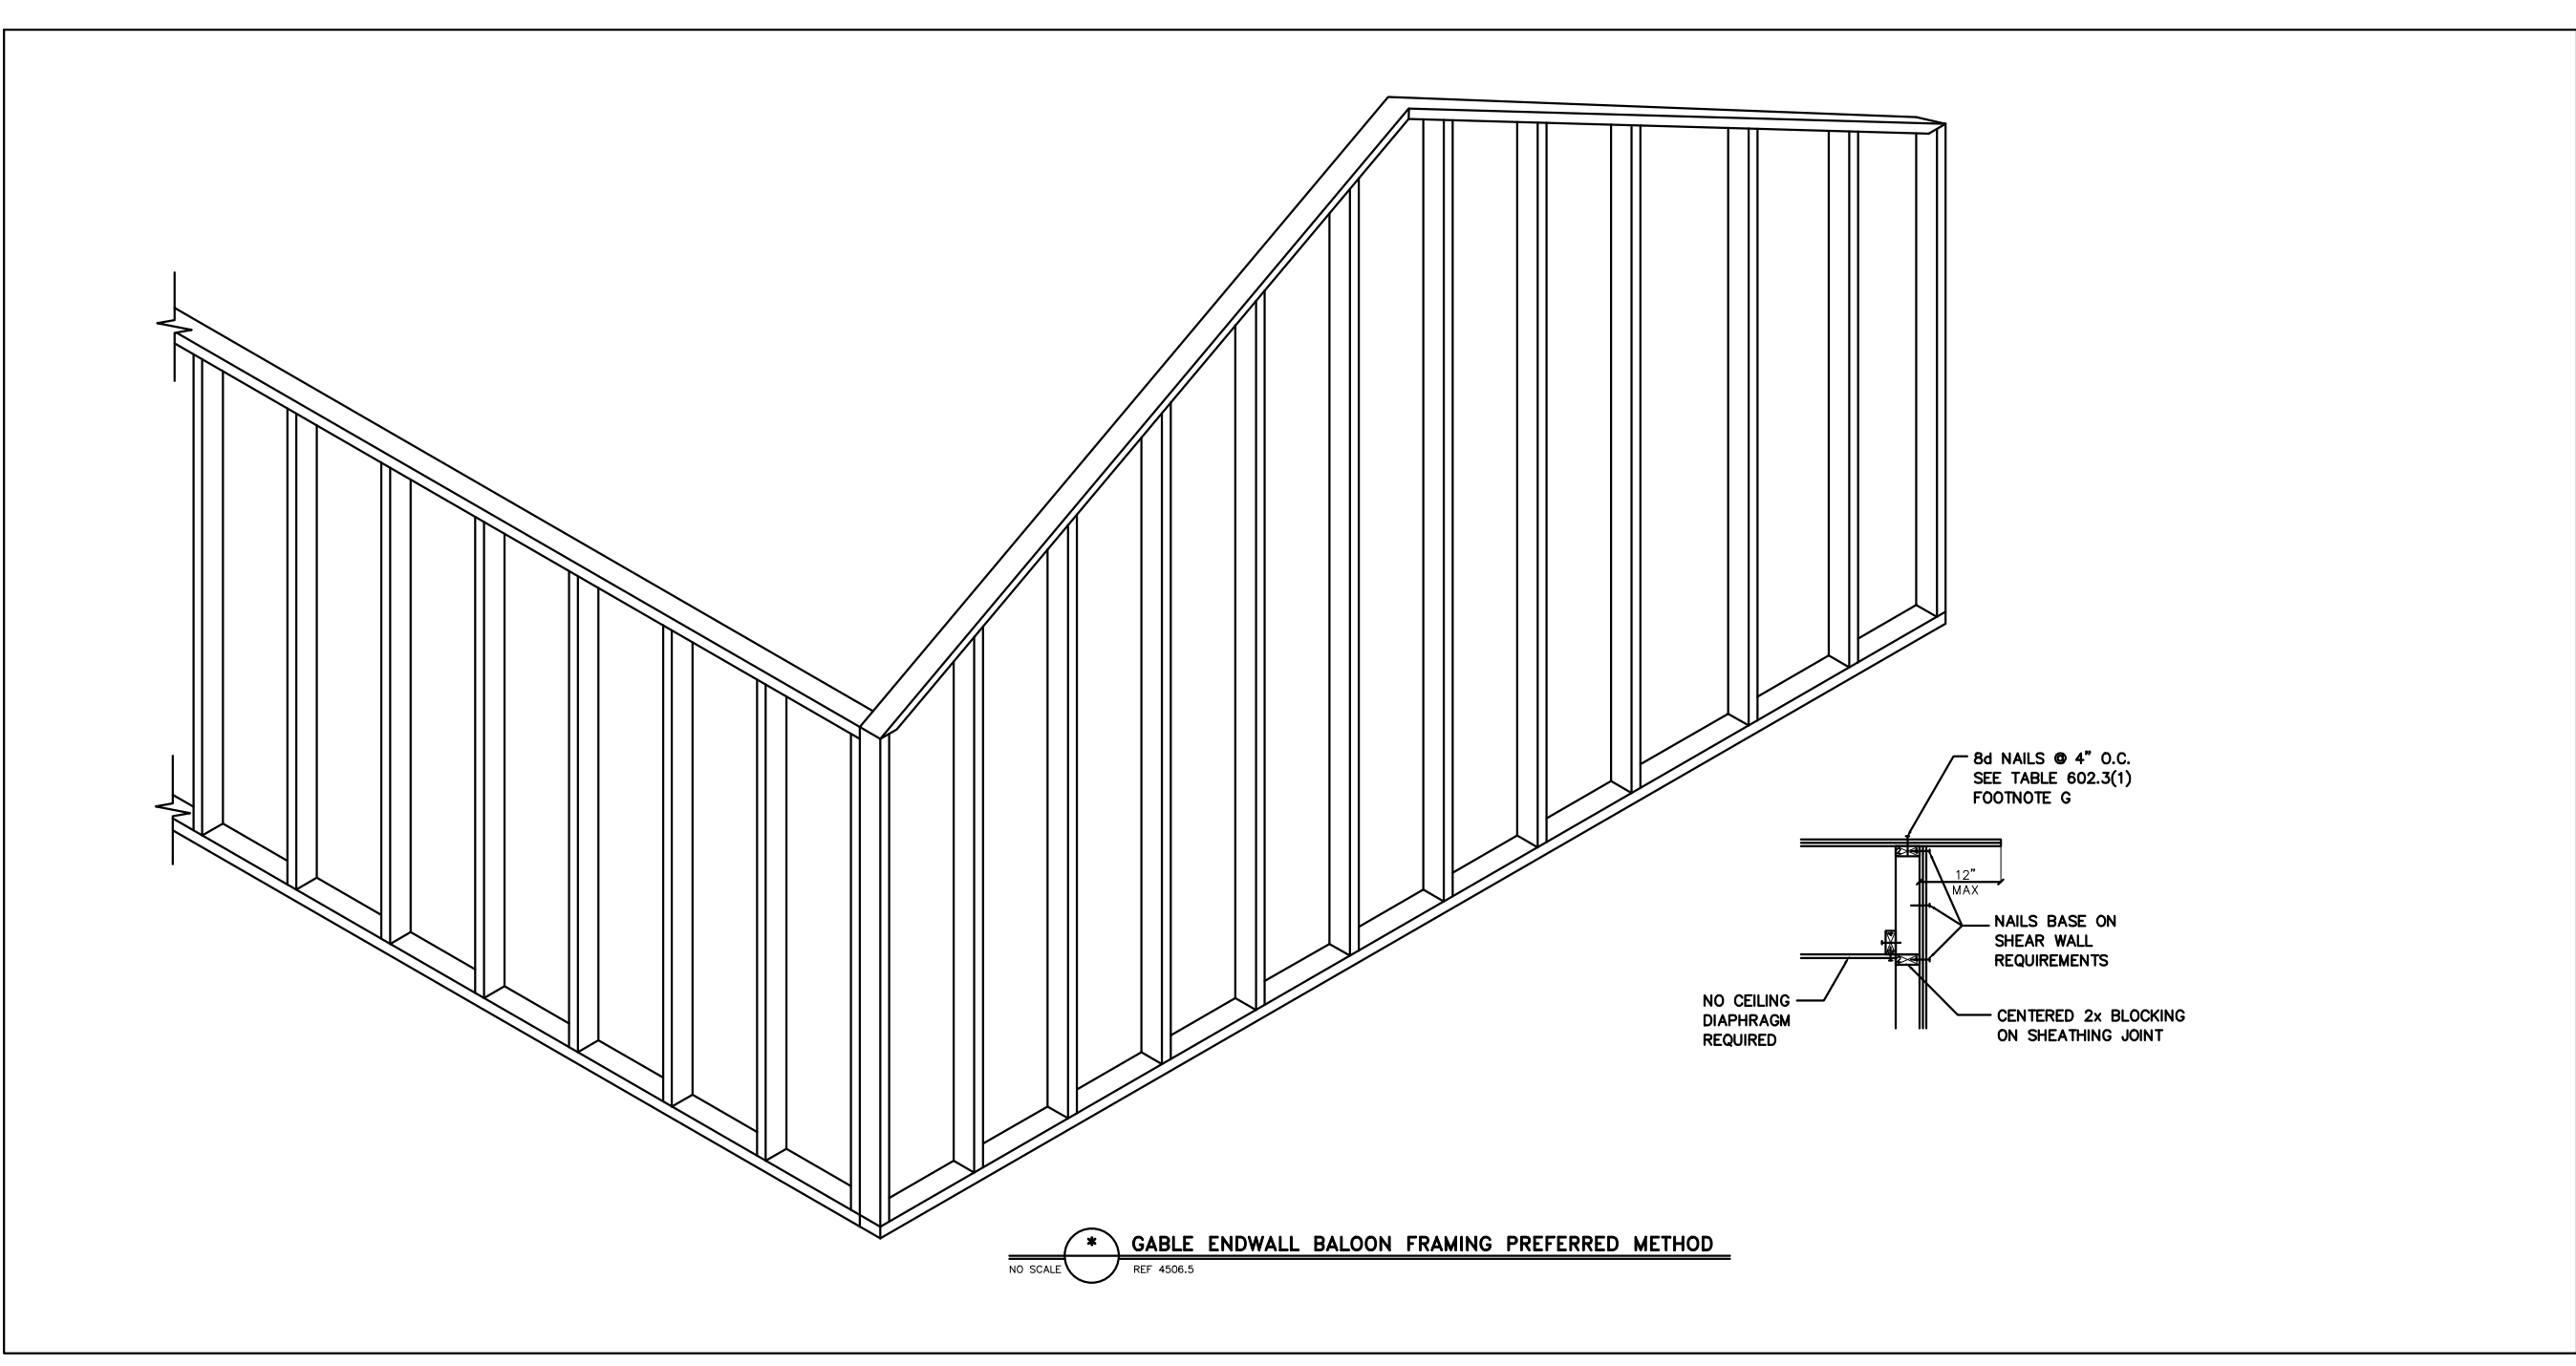 8d NAILS @ 4" O.C.
SEE TABLE 602.3(1)
FOOTNOTE G
12"
MAX
NAILS BASE ON
SHEAR WALL
REQUIREMENTS
NO CEILING
DIAPHRAGM
REQUIRED
CENTERED 2x BLOCKING
ON SHEATHING JOINT
* GABLE ENDWALL BALOON FRAMING PREFERRED METHOD
NO SCALE REF 4506.5